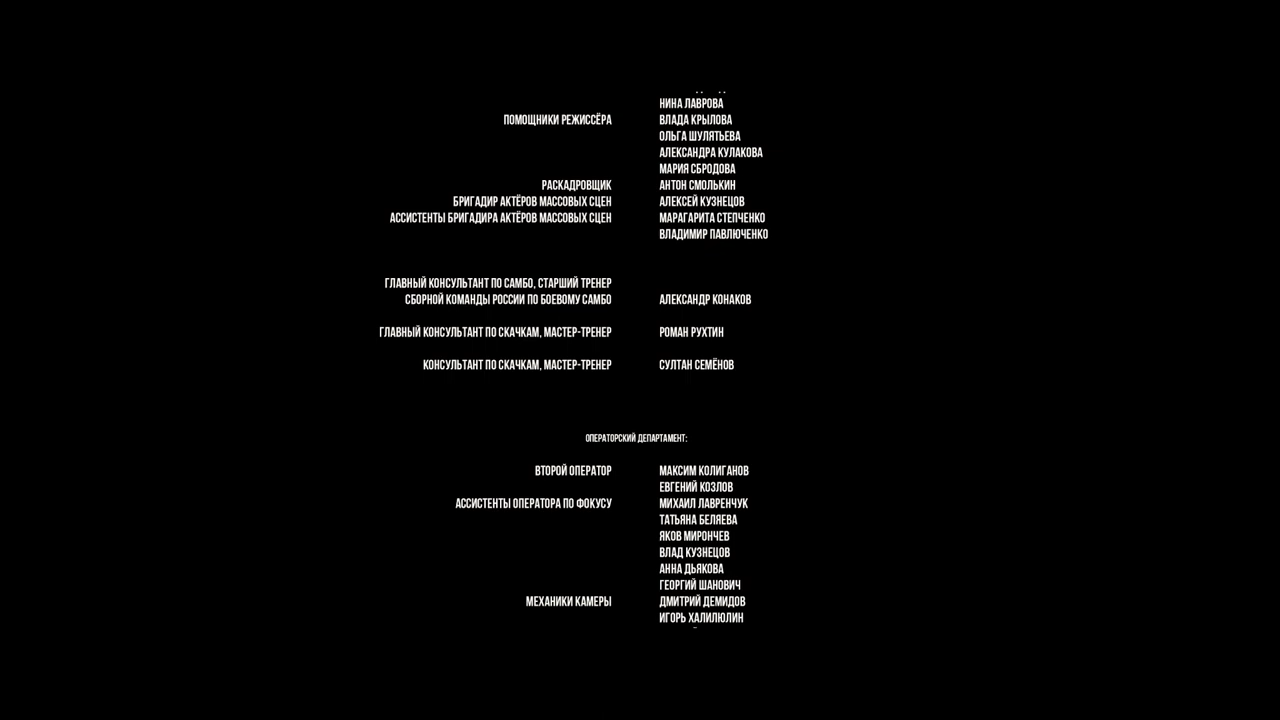 НИНА ЛАВРОВА
ПОМОЩНИКИ РЕЖИССЁРА ВЛАДА КРЫЛОВА
ОЛЬГА ШУЛЯТЬЕВА
АЛЕКСАНДРА КУЛАКОВА
МАРИЯ СБРОДОВА
РАСКАДРОВЩИК АНТОН СМОЛЬКИН
БРИГАДИР АКТЁРОВ МАССОВЫХ СЦЕН АЛЕКСЕЙ КУЗНЕЦОВ
АССИСТЕНТЫ БРИГАДИРА АКТЁРОВ МАССОВЫХ СЦЕН МАРАГАРИТА СТЕПЧЕНКО
ВЛАДИМИР ПАВЛЮЧЕНКО
ГЛАВНЫЙ КОНСУЛЬТАНТ ПО САМБО, СТАРШИЙ ТРЕНЕР
СБОРНОЙ КОМАНДЫ РОССИИ ПО БОЕВОМУ САМБО АЛЕКСАНДР КОНАКОВ
ГЛАВНЫЙ КОНСУЛЬТАНТ ПО СКАЧКАМ, МАСТЕР-ТРЕНЕР РОМАН РУХТИН
КОНСУЛЬТАНТ ПО СКАЧКАМ, МАСТЕР-ТРЕНЕР СУЛТАН СЕМЁНОВ
ОПЕРАТОРСКИЙ ДЕПАРТАМЕНТ:
ВТОРОЙ ОПЕРАТОР МАКСИМ КОЛИГАНОВ
ЕВГЕНИЙ КОЗЛОВ
АССИСТЕНТЫ ОПЕРАТОРА ПО ФОКУСУ МИХАИЛ ЛАВРЕНЧУК
ТАТЬЯНА БЕЛЯЕВА
ЯКОВ МИРОНЧЕВ
ВЛАД КУЗНЕЦОВ
АННА ДЬЯКОВА
ГЕОРГИЙ ШАНОВИЧ
МЕХАНИКИ КАМЕРЫ ДМИТРИЙ ДЕМИДОВ
ИГОРЬ ХАЛИЛЮЛИН